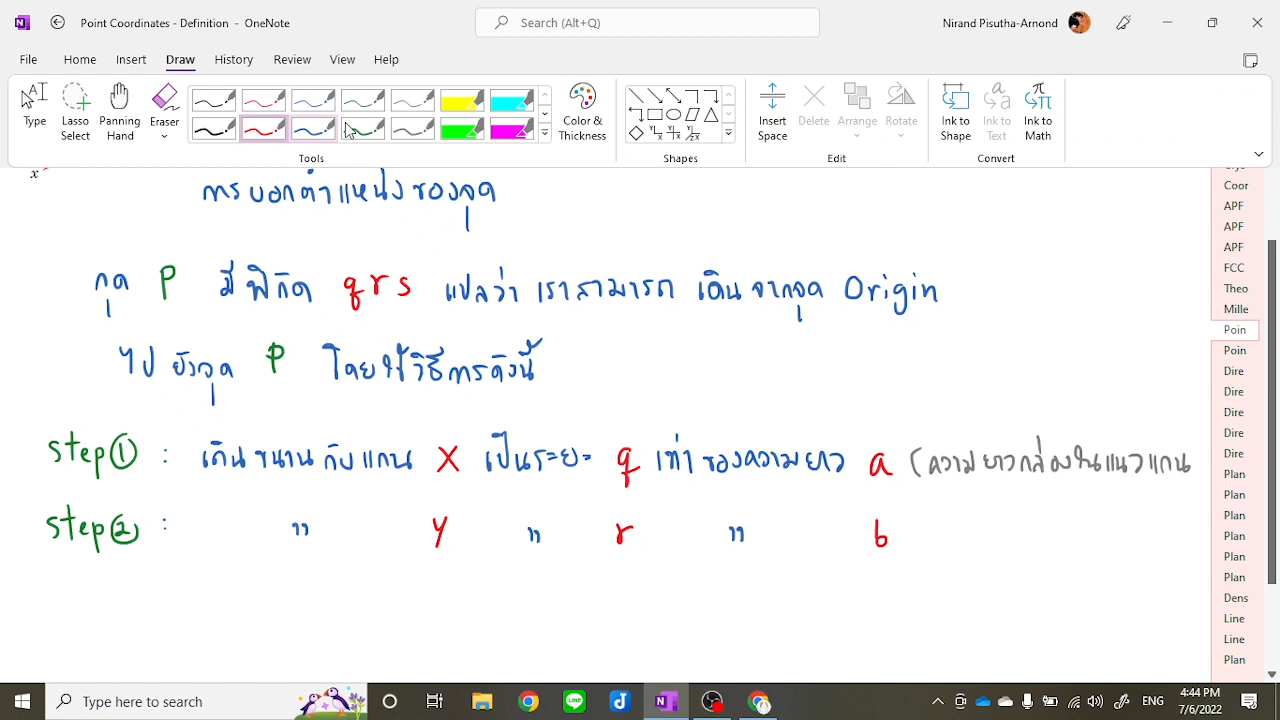 Point Coordinates - Definition - OneNote
Search (Alt+Q)
Nirand Pisutha-Arnond
File Home Insert Draw History Review View Help
Type Lasso Select Panning Hand Eraser Color & Thickness Insert Space Delete Arrange Rotate Ink to Shape Ink to Text Ink to Math
Tools Shapes Edit Convert
x
การบอกตำแหน่งของจุด
จุด P มีพิกัด q r s แปลว่า เราสามารถ เดินจากจุด Origin
ไป ยังจุด P โดยใช้วิธีการดังนี้
step ① : เดินขนานกับแกน x เป็นระยะ q เท่าของความยาว a (ความยาวกล่องในแนวแกน
step ② : " y " r " b
Coor
APF
APF
APF
FCC
Theo
Mille
Poin
Poin
Dire
Dire
Dire
Dire
Dire
Plan
Plan
Plan
Plan
Plan
Plan
Dens
Line
Line
Plan
Type here to search
ENG
4:44 PM
7/6/2022